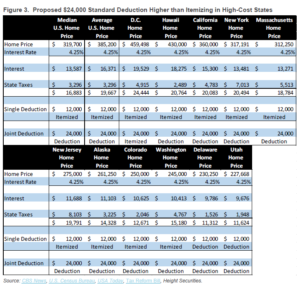 Figure 3. Proposed $24,000 Standard Deduction Higher than Itemizing in High-Cost States
Median U.S. Home Price Average U.S. Home Price D.C. Home Price Hawaii Home Price California Home Price New York Home Price Massachusetts Home Price
Home Price $ 319,700 $ 385,200 $ 459,498 $ 430,000 $ 360,000 $ 317,191 $ 312,250
Interest Rate 4.25% 4.25% 4.25% 4.25% 4.25% 4.25% 4.25%
Interest $ 13,587 $ 16,371 $ 19,529 $ 18,275 $ 15,300 $ 13,481 $ 13,271
State Taxes $ 3,296 $ 3,296 $ 4,915 $ 2,489 $ 4,783 $ 7,013 $ 5,513
$ 16,883 $ 19,667 $ 24,444 $ 20,764 $ 20,083 $ 20,494 $ 18,784
Single Deduction $ 12,000 $ 12,000 $ 12,000 $ 12,000 $ 12,000 $ 12,000 $ 12,000
Itemized Itemized Itemized Itemized Itemized Itemized Itemized
Joint Deduction $ 24,000 $ 24,000 $ 24,000 $ 24,000 $ 24,000 $ 24,000 $ 24,000
Deduction Deduction Itemized Deduction Deduction Deduction Deduction
New Jersey Home Price Alaska Home Price Colorado Home Price Washington Home Price Delaware Home Price Utah Home Price
Home Price $ 275,000 $ 261,250 $ 250,000 $ 245,000 $ 230,250 $ 227,668
Interest Rate 4.25% 4.25% 4.25% 4.25% 4.25% 4.25%
Interest $ 11,688 $ 11,103 $ 10,625 $ 10,413 $ 9,786 $ 9,676
State Taxes $ 8,103 $ 3,225 $ 2,046 $ 4,767 $ 1,526 $ 1,948
$ 19,791 $ 14,328 $ 12,671 $ 15,180 $ 11,312 $ 11,624
Single Deduction $ 12,000 $ 12,000 $ 12,000 $ 12,000 $ 12,000 $ 12,000
Itemized Itemized Itemized Itemized Deduction Deduction
Joint Deduction $ 24,000 $ 24,000 $ 24,000 $ 24,000 $ 24,000 $ 24,000
Deduction Deduction Deduction Deduction Deduction Deduction
Source: CBS News, U.S. Census Bureau, USA Today, Tax Reform Bill, Height Securities.